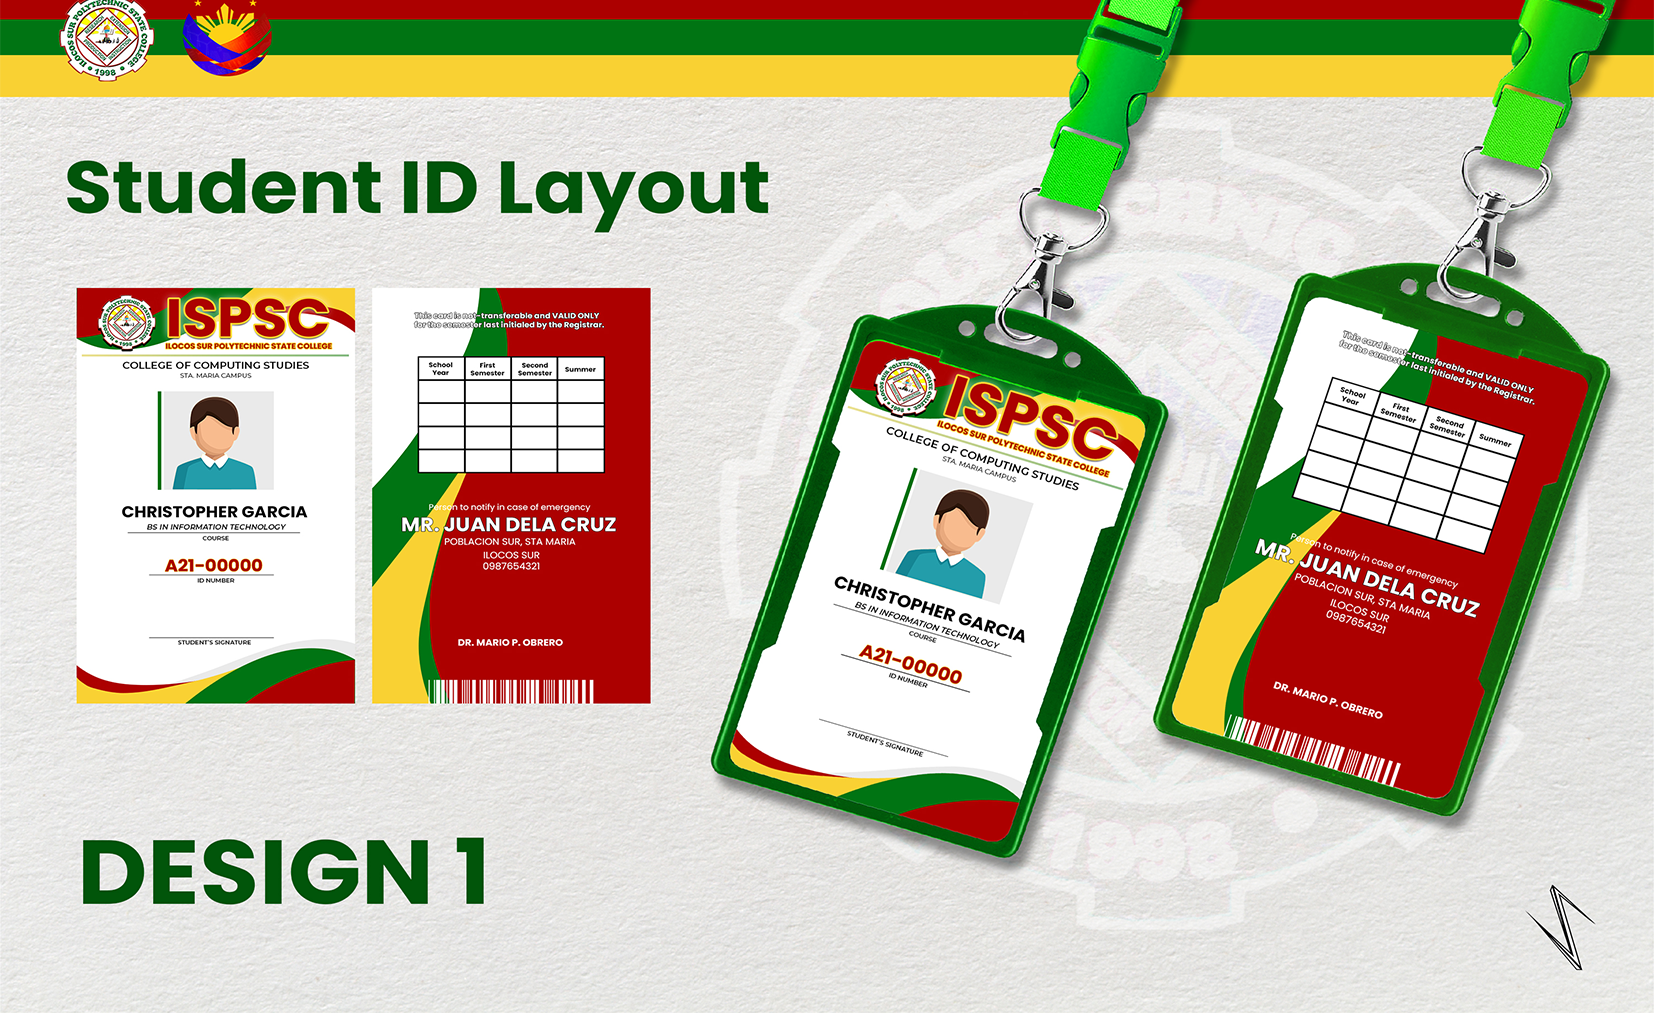 ILOCOS SUR POLYTECHNIC STATE COLLEGE
1998
Student ID Layout
ILOCOS SUR POLYTECHNIC STATE COLLEGE
1998
ISPSC
ILOCOS SUR POLYTECHNIC STATE COLLEGE
COLLEGE OF COMPUTING STUDIES
STA. MARIA CAMPUS
CHRISTOPHER GARCIA
BS IN INFORMATION TECHNOLOGY
COURSE
A21-00000
ID NUMBER
STUDENT'S SIGNATURE
This card is not-transferable and VALID ONLY
for the semester last initialed by the Registrar.
School Year First Semester Second Semester Summer
Person to notify in case of emergency
MR. JUAN DELA CRUZ
POBLACION SUR, STA MARIA
ILOCOS SUR
0987654321
DR. MARIO P. OBRERO
ISPSC
ILOCOS SUR POLYTECHNIC STATE COLLEGE
COLLEGE OF COMPUTING STUDIES
STA. MARIA CAMPUS
CHRISTOPHER GARCIA
BS IN INFORMATION TECHNOLOGY
COURSE
A21-00000
ID NUMBER
STUDENT'S SIGNATURE
This card is not-transferable and VALID ONLY
for the semester last initialed by the Registrar.
School Year First Semester Second Semester Summer
Person to notify in case of emergency
MR. JUAN DELA CRUZ
POBLACION SUR, STA MARIA
ILOCOS SUR
0987654321
DR. MARIO P. OBRERO
1998
DESIGN 1